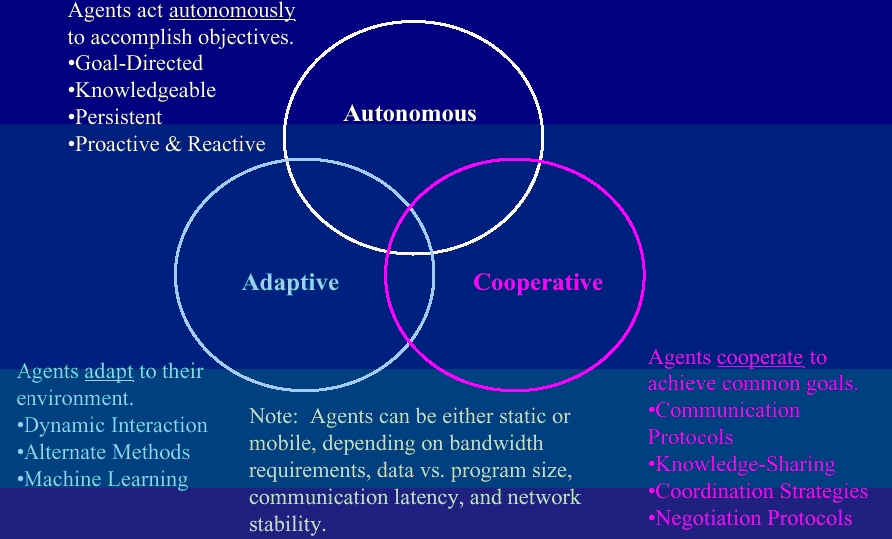 Agents act autonomously
to accomplish objectives.
•Goal-Directed
•Knowledgeable
•Persistent
•Proactive & Reactive
Autonomous
Adaptive
Cooperative
Agents adapt to their
environment.
•Dynamic Interaction
•Alternate Methods
•Machine Learning
Note:  Agents can be either static or
mobile, depending on bandwidth
requirements, data vs. program size,
communication latency, and network
stability.
Agents cooperate to
achieve common goals.
•Communication
Protocols
•Knowledge-Sharing
•Coordination Strategies
•Negotiation Protocols